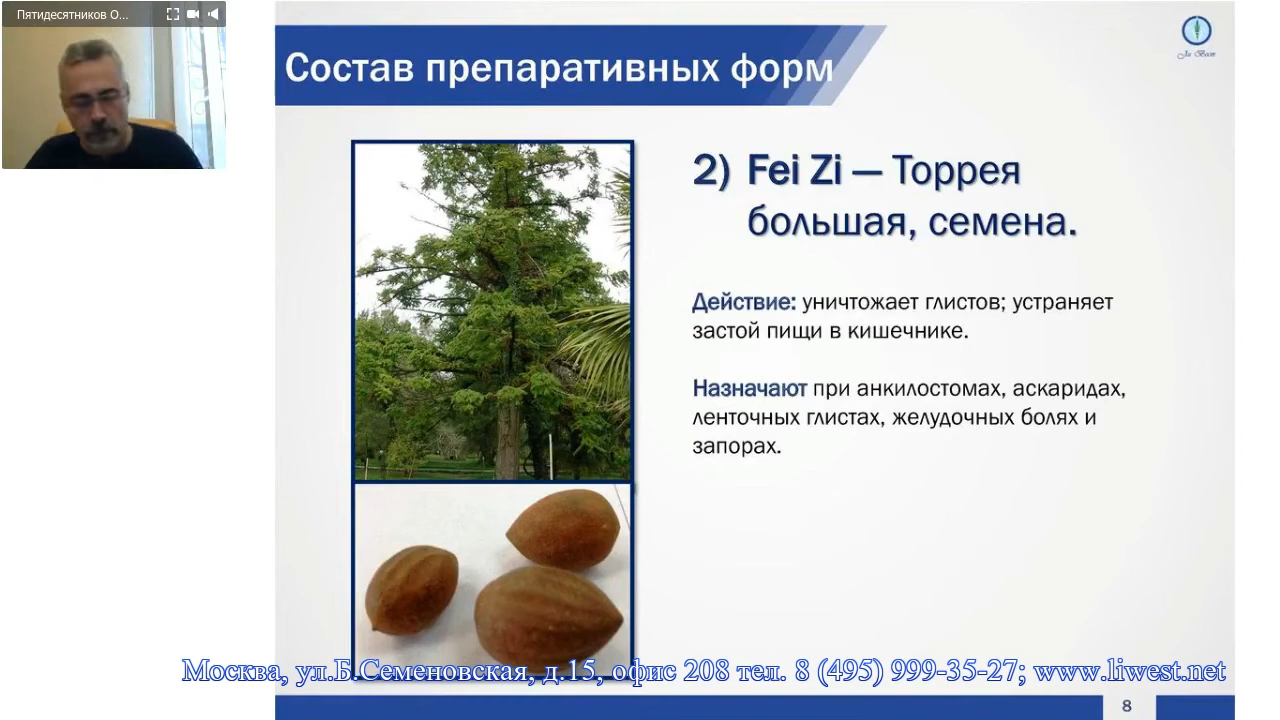 Пятидесятников О...
Состав препаративных форм
Ли Вест
2) Fei Zi — Торрея
большая, семена.
Действие: уничтожает глистов; устраняет
застой пищи в кишечнике.
Назначают при анкилостомах, аскаридах,
ленточных глистах, желудочных болях и
запорах.
Москва, ул.Б.Семеновская, д.15, офис 208 тел. 8 (495) 999-35-27; www.liwest.net
8